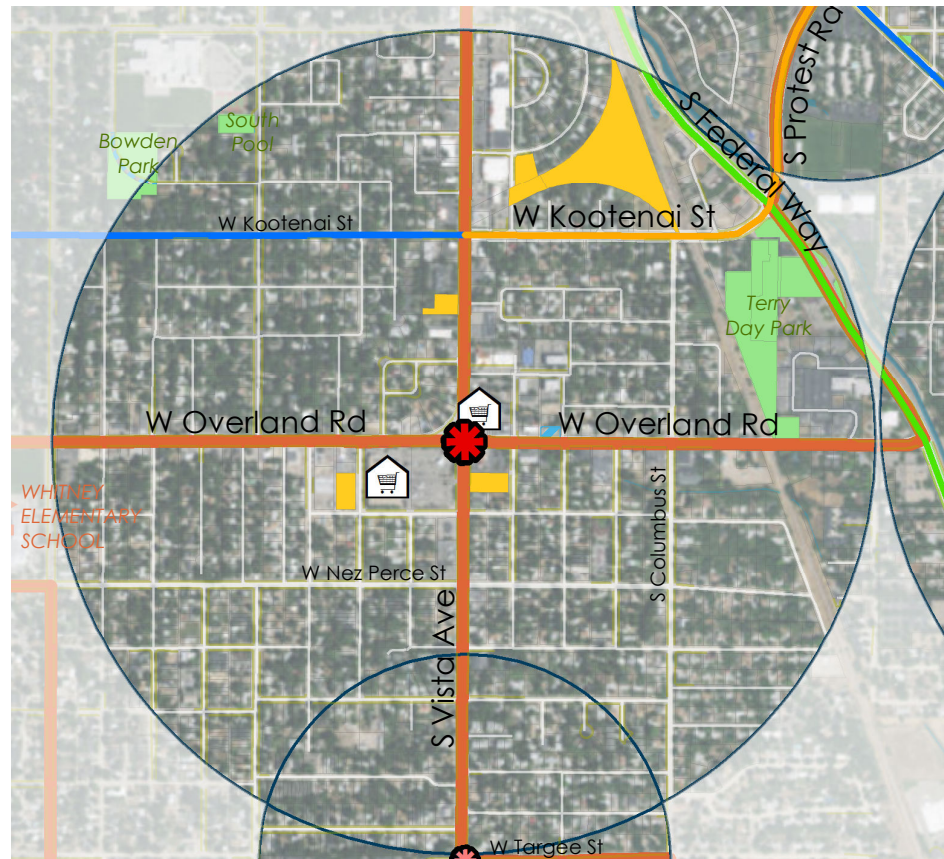 S Protest Rd
S Federal Way
South
Pool
Bowden
Park
W Kootenai St
W Kootenai St
Terry
Day Park
W Overland Rd
W Overland Rd
WHITNEY
ELEMENTARY
SCHOOL
S Columbus St
W Nez Perce St
S Vista Ave
W Targee St